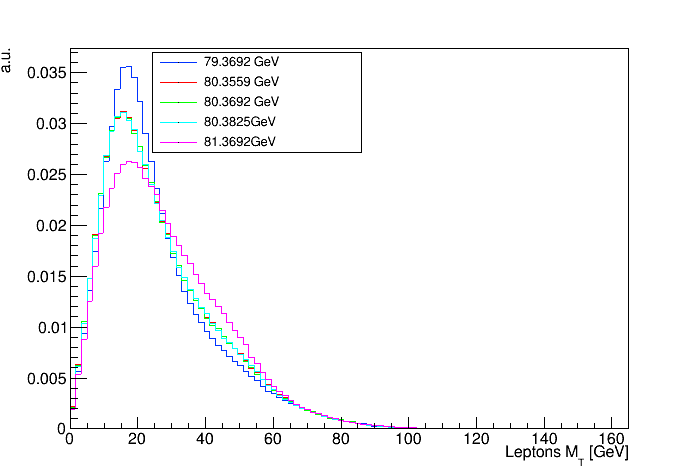 a.u.
79.3692 GeV
80.3559 GeV
80.3692 GeV
80.3825GeV
81.3692GeV
0.035
0.03
0.025
0.02
0.015
0.01
0.005
0
0 20 40 60 80 100 120 140 160
Leptons M_T [GeV]